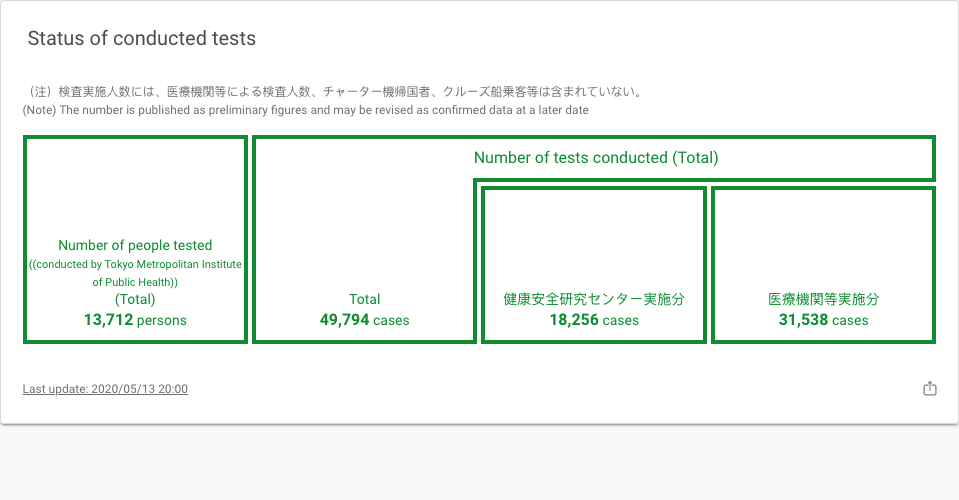 Status of conducted tests
（注）検査実施人数には、医療機関等による検査人数、チャーター機帰国者、クルーズ船乗客等は含まれていない。
(Note) The number is published as preliminary figures and may be revised as confirmed data at a later date
Number of people tested
((conducted by Tokyo Metropolitan Institute
of Public Health))
(Total)
13,712 persons
Number of tests conducted (Total)
Total
49,794 cases
健康安全研究センター実施分
18,256 cases
医療機関等実施分
31,538 cases
Last update: 2020/05/13 20:00